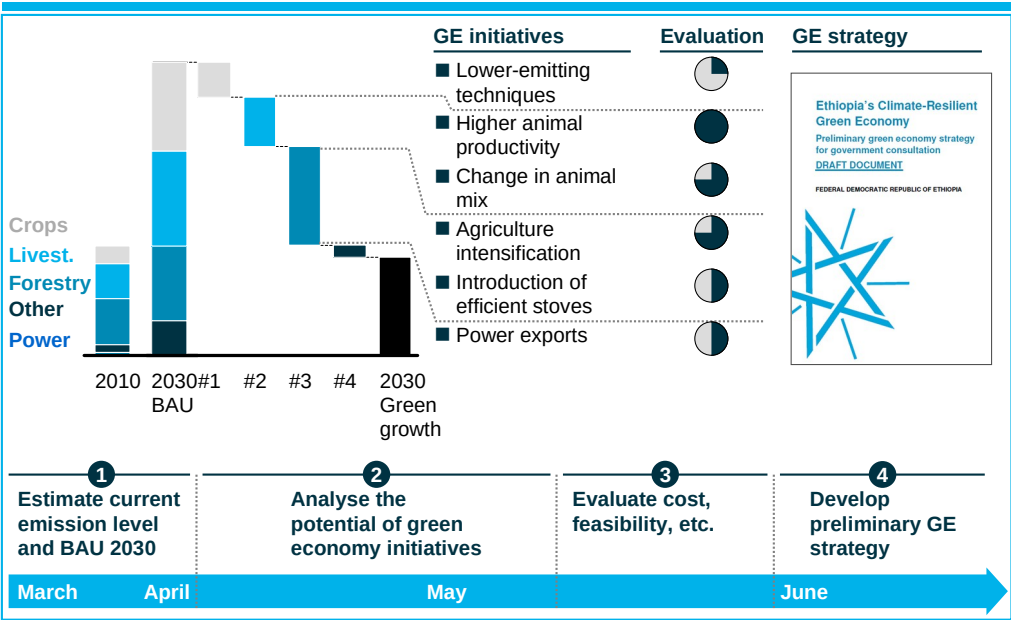 GE initiatives
Evaluation
GE strategy
Lower-emitting
techniques
Higher animal
productivity
Change in animal
mix
Agriculture
intensification
Introduction of
efficient stoves
Power exports
Ethiopia's Climate-Resilient
Green Economy
Preliminary green economy strategy
for government consultation
DRAFT DOCUMENT
FEDERAL DEMOCRATIC REPUBLIC OF ETHIOPIA
Crops
Livest.
Forestry
Other
Power
2010
2030
BAU
#1
#2
#3
#4
2030
Green
growth
1
Estimate current
emission level
and BAU 2030
2
Analyse the
potential of green
economy initiatives
3
Evaluate cost,
feasibility, etc.
4
Develop
preliminary GE
strategy
March
April
May
June